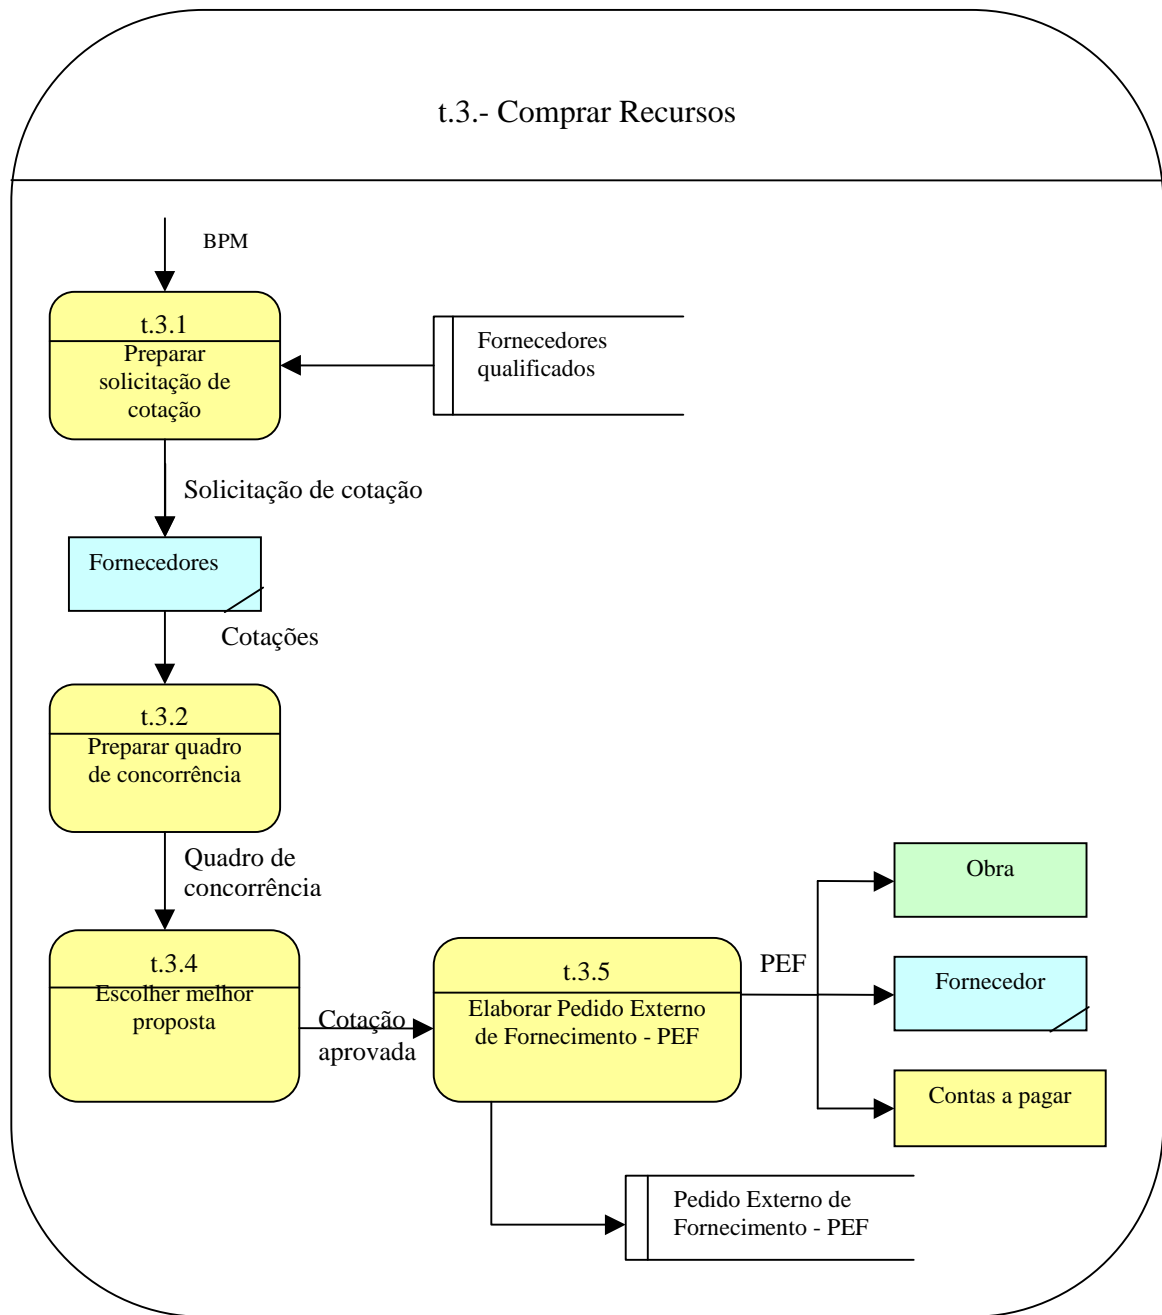 t.3.- Comprar Recursos
BPM
t.3.1
Preparar
solicitação de
cotação
Fornecedores
qualificados
Solicitação de cotação
Fornecedores
Cotações
t.3.2
Preparar quadro
de concorrência
Quadro de
concorrência
t.3.4
Escolher melhor
proposta
Cotação
aprovada
t.3.5
Elaborar Pedido Externo
de Fornecimento - PEF
PEF
Obra
Fornecedor
Contas a pagar
Pedido Externo de
Fornecimento - PEF